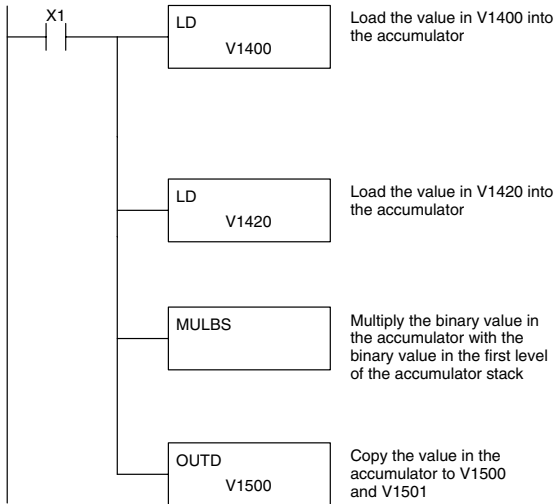 X1
LD
V1400
Load the value in V1400 into
the accumulator
LD
V1420
Load the value in V1420 into
the accumulator
MULBS
Multiply the binary value in
the accumulator with the
binary value in the first level
of the accumulator stack
OUTD
V1500
Copy the value in the
accumulator to V1500
and V1501